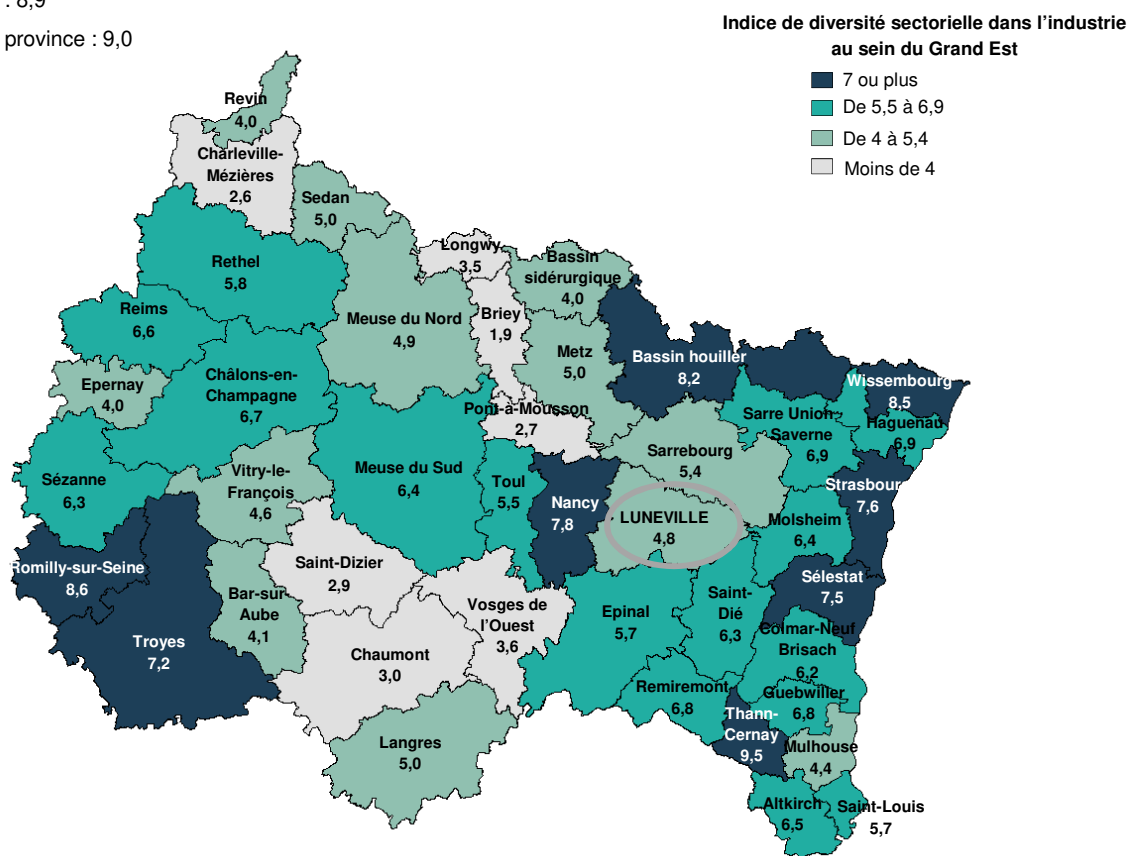 : 8,9
province : 9,0
Indice de diversité sectorielle dans l’industrie
au sein du Grand Est
7 ou plus
De 5,5 à 6,9
De 4 à 5,4
Moins de 4
Revin
4,0
Charleville-
Mézières
2,6
Sedan
5,0
Rethel
5,8
Longwy
3,5
Bassin
sidérurgique
4,0
Reims
6,6
Meuse du Nord
4,9
Briey
1,9
Metz
5,0
Bassin houiller
8,2
Wissembourg
8,5
Epernay
4,0
Châlons-en-
Champagne
6,7
Pont-à-Mousson
2,7
Sarre Union-
Saverne
6,9
Haguenau
6,9
Sézanne
6,3
Vitry-le-
François
4,6
Meuse du Sud
6,4
Toul
5,5
Nancy
7,8
Sarrebourg
5,4
LUNEVILLE
4,8
Strasbourg
7,6
Molsheim
6,4
Romilly-sur-Seine
8,6
Saint-Dizier
2,9
Sélestat
7,5
Bar-sur
Aube
4,1
Vosges de
l’Ouest
3,6
Epinal
5,7
Saint-
Dié
6,3
Colmar-Neuf
Brisach
6,2
Troyes
7,2
Chaumont
3,0
Remiremont
6,8
Guebwiller
6,8
Thann-
Cernay
9,5
Langres
5,0
Mulhouse
4,4
Altkirch
6,5
Saint-Louis
5,7